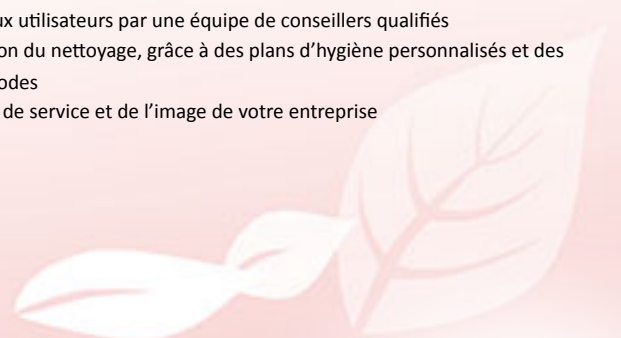 ux utilisateurs par une équipe de conseillers qualifiés
on du nettoyage, grâce à des plans d’hygiène personnalisés et des
odes
de service et de l’image de votre entreprise